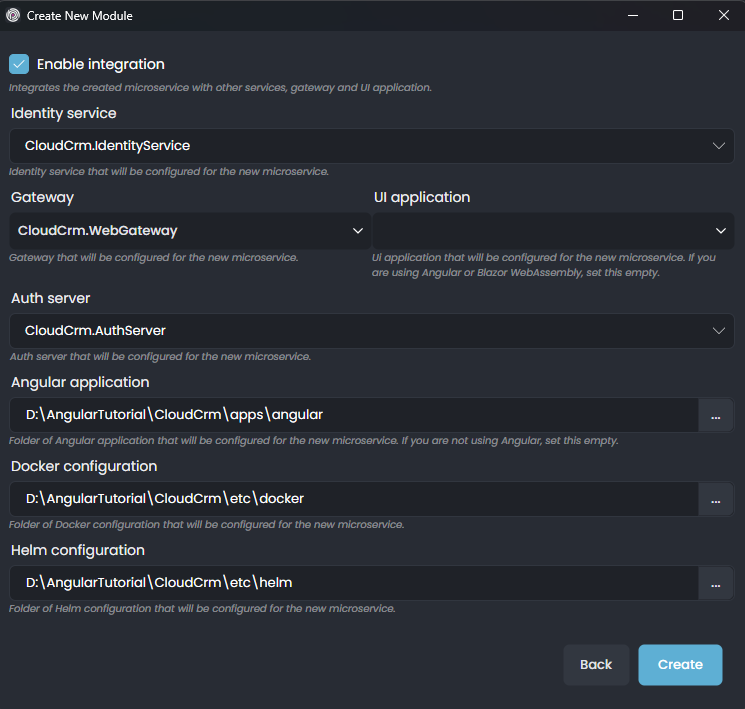 Create New Module
Enable integration
Integrates the created microservice with other services, gateway and UI application.
Identity service
CloudCrm.IdentityService
Identity service that will be configured for the new microservice.
Gateway
CloudCrm.WebGateway
Gateway that will be configured for the new microservice.
UI application
UI application that will be configured for the new microservice. If you
are using Angular or Blazor WebAssembly, set this empty.
Auth server
CloudCrm.AuthServer
Auth server that will be configured for the new microservice.
Angular application
D:\AngularTutorial\CloudCrm\apps\angular
...
Folder of Angular application that will be configured for the new microservice. If you are not using Angular, set this empty.
Docker configuration
D:\AngularTutorial\CloudCrm\etc\docker
...
Folder of Docker configuration that will be configured for the new microservice.
Helm configuration
D:\AngularTutorial\CloudCrm\etc\helm
...
Folder of Helm configuration that will be configured for the new microservice.
Back
Create